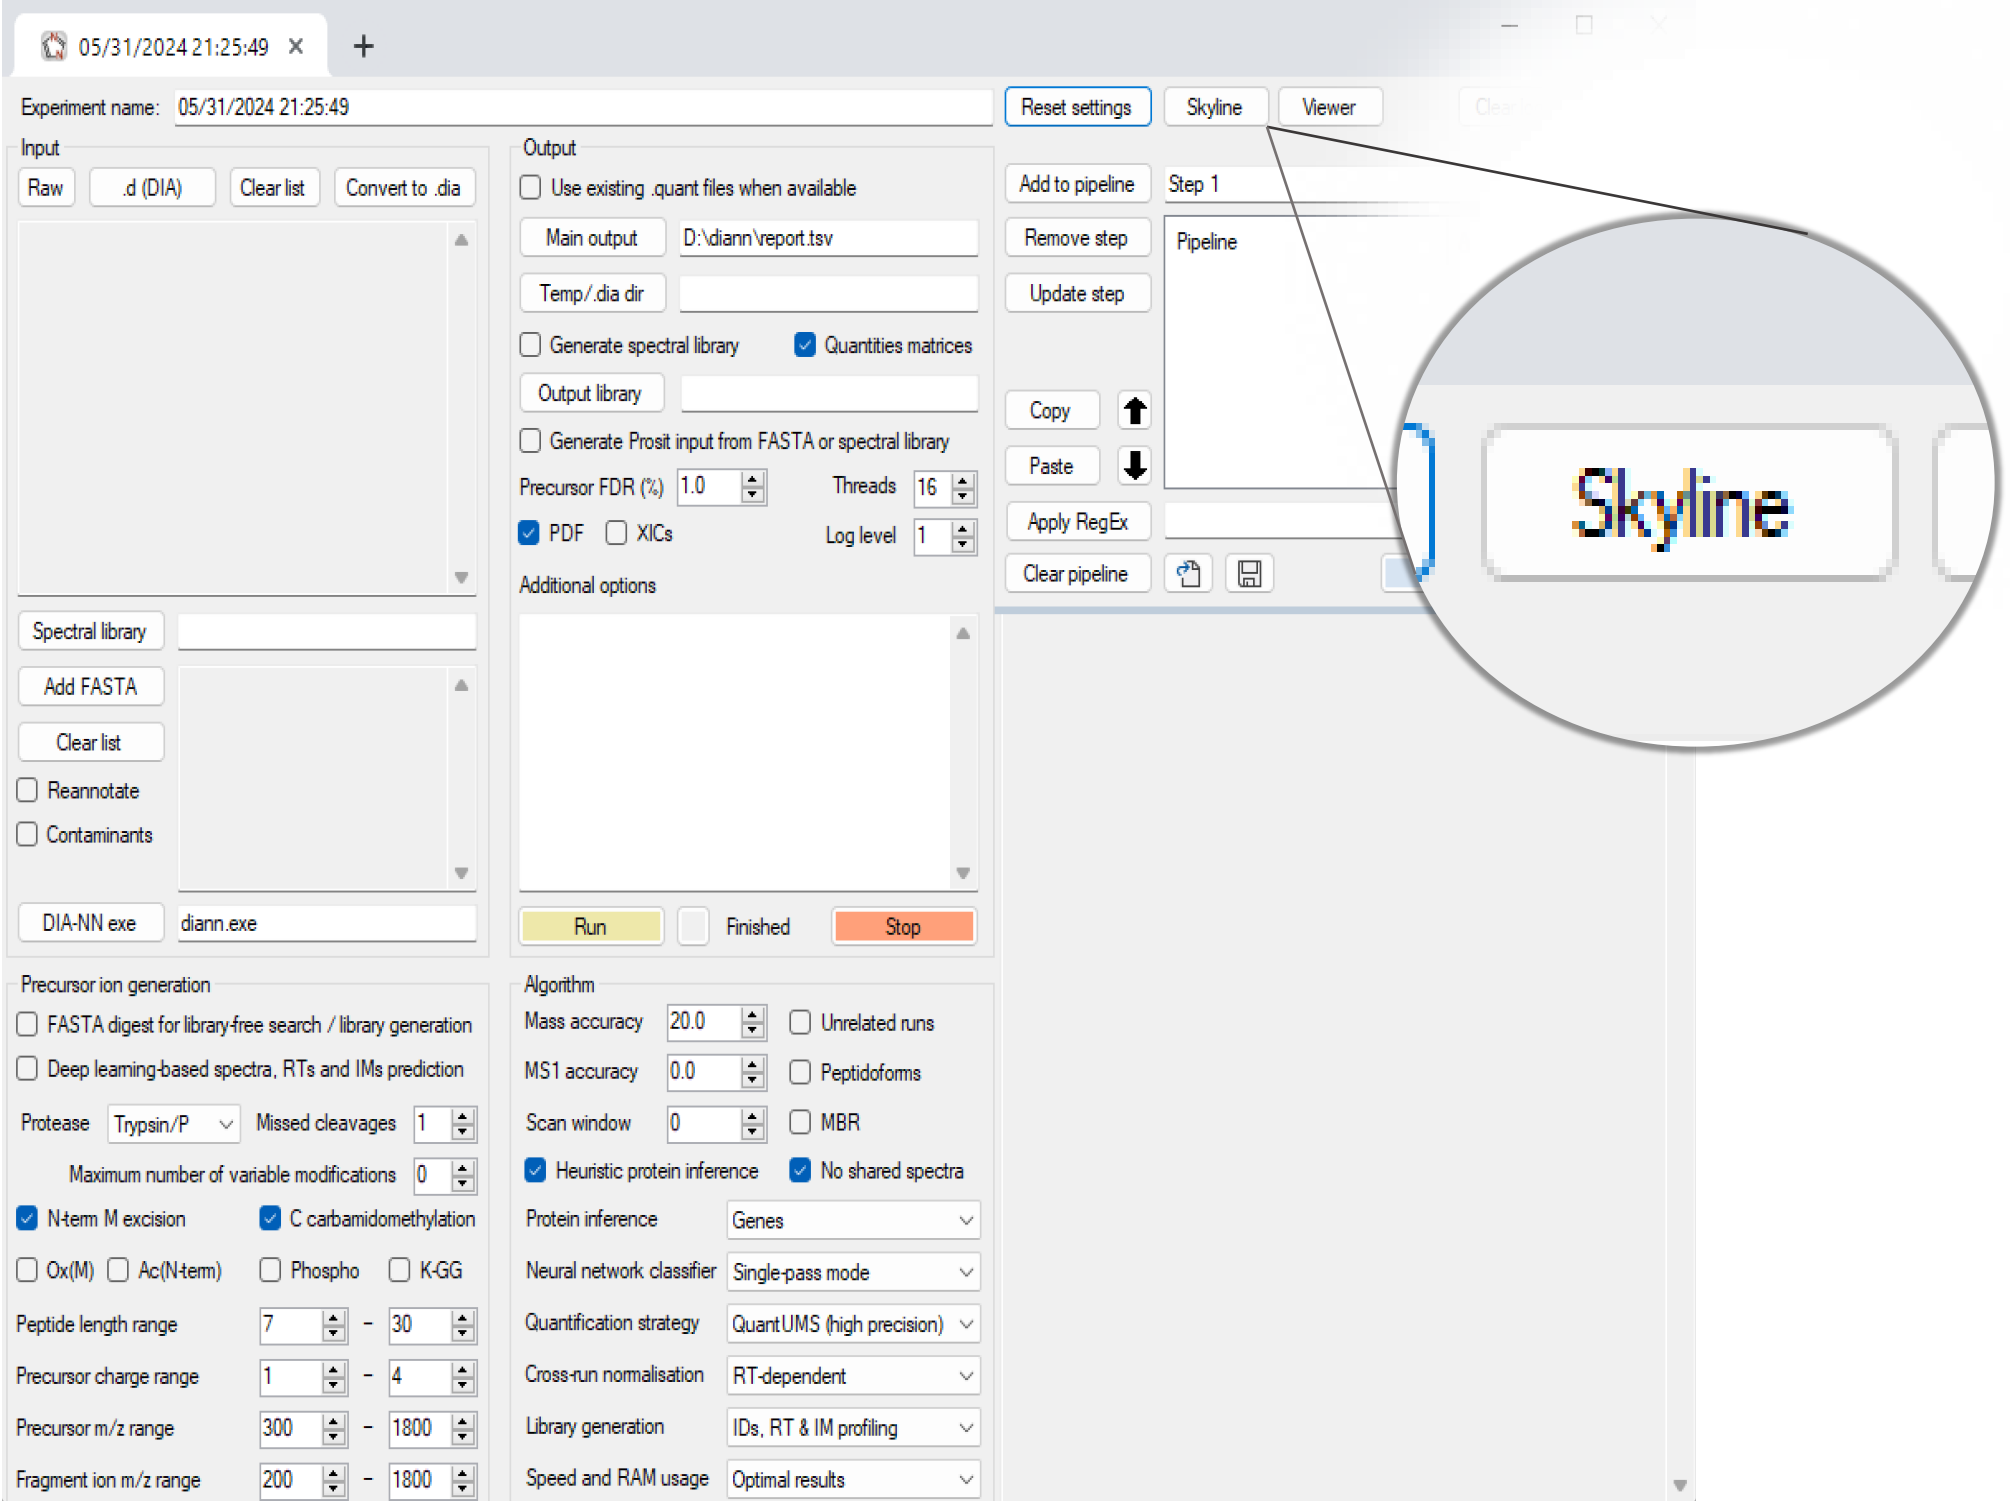 05/31/2024 21:25:49
Experiment name: 05/31/2024 21:25:49
Reset settings Skyline Viewer
Input
Raw .d (DIA) Clear list Convert to .dia
Spectral library
Add FASTA
Clear list
Reannotate
Contaminants
DIA-NN exe diann.exe
Output
Use existing .quant files when available
Main output D:\diann\report.tsv
Temp/.dia dir
Generate spectral library Quantities matrices
Output library
Generate Prosit input from FASTA or spectral library
Precursor FDR (%) 1.0 Threads 16
PDF XICs Log level 1
Additional options
Run Finished Stop
Add to pipeline Step 1
Remove step Pipeline
Update step
Copy
Paste
Apply RegEx
Clear pipeline
Skyline
Precursor ion generation
FASTA digest for library-free search / library generation
Deep learning-based spectra, RTs and IMs prediction
Protease Trypsin/P Missed cleavages 1
Maximum number of variable modifications 0
N-term M excision C carbamidomethylation
Ox(M) Ac(N-term) Phospho K-GG
Peptide length range 7 - 30
Precursor charge range 1 - 4
Precursor m/z range 300 - 1800
Fragment ion m/z range 200 - 1800
Algorithm
Mass accuracy 20.0 Unrelated runs
MS1 accuracy 0.0 Peptidoforms
Scan window 0 MBR
Heuristic protein inference No shared spectra
Protein inference Genes
Neural network classifier Single-pass mode
Quantification strategy QuantUMS (high precision)
Cross-run normalisation RT-dependent
Library generation IDs, RT & IM profiling
Speed and RAM usage Optimal results